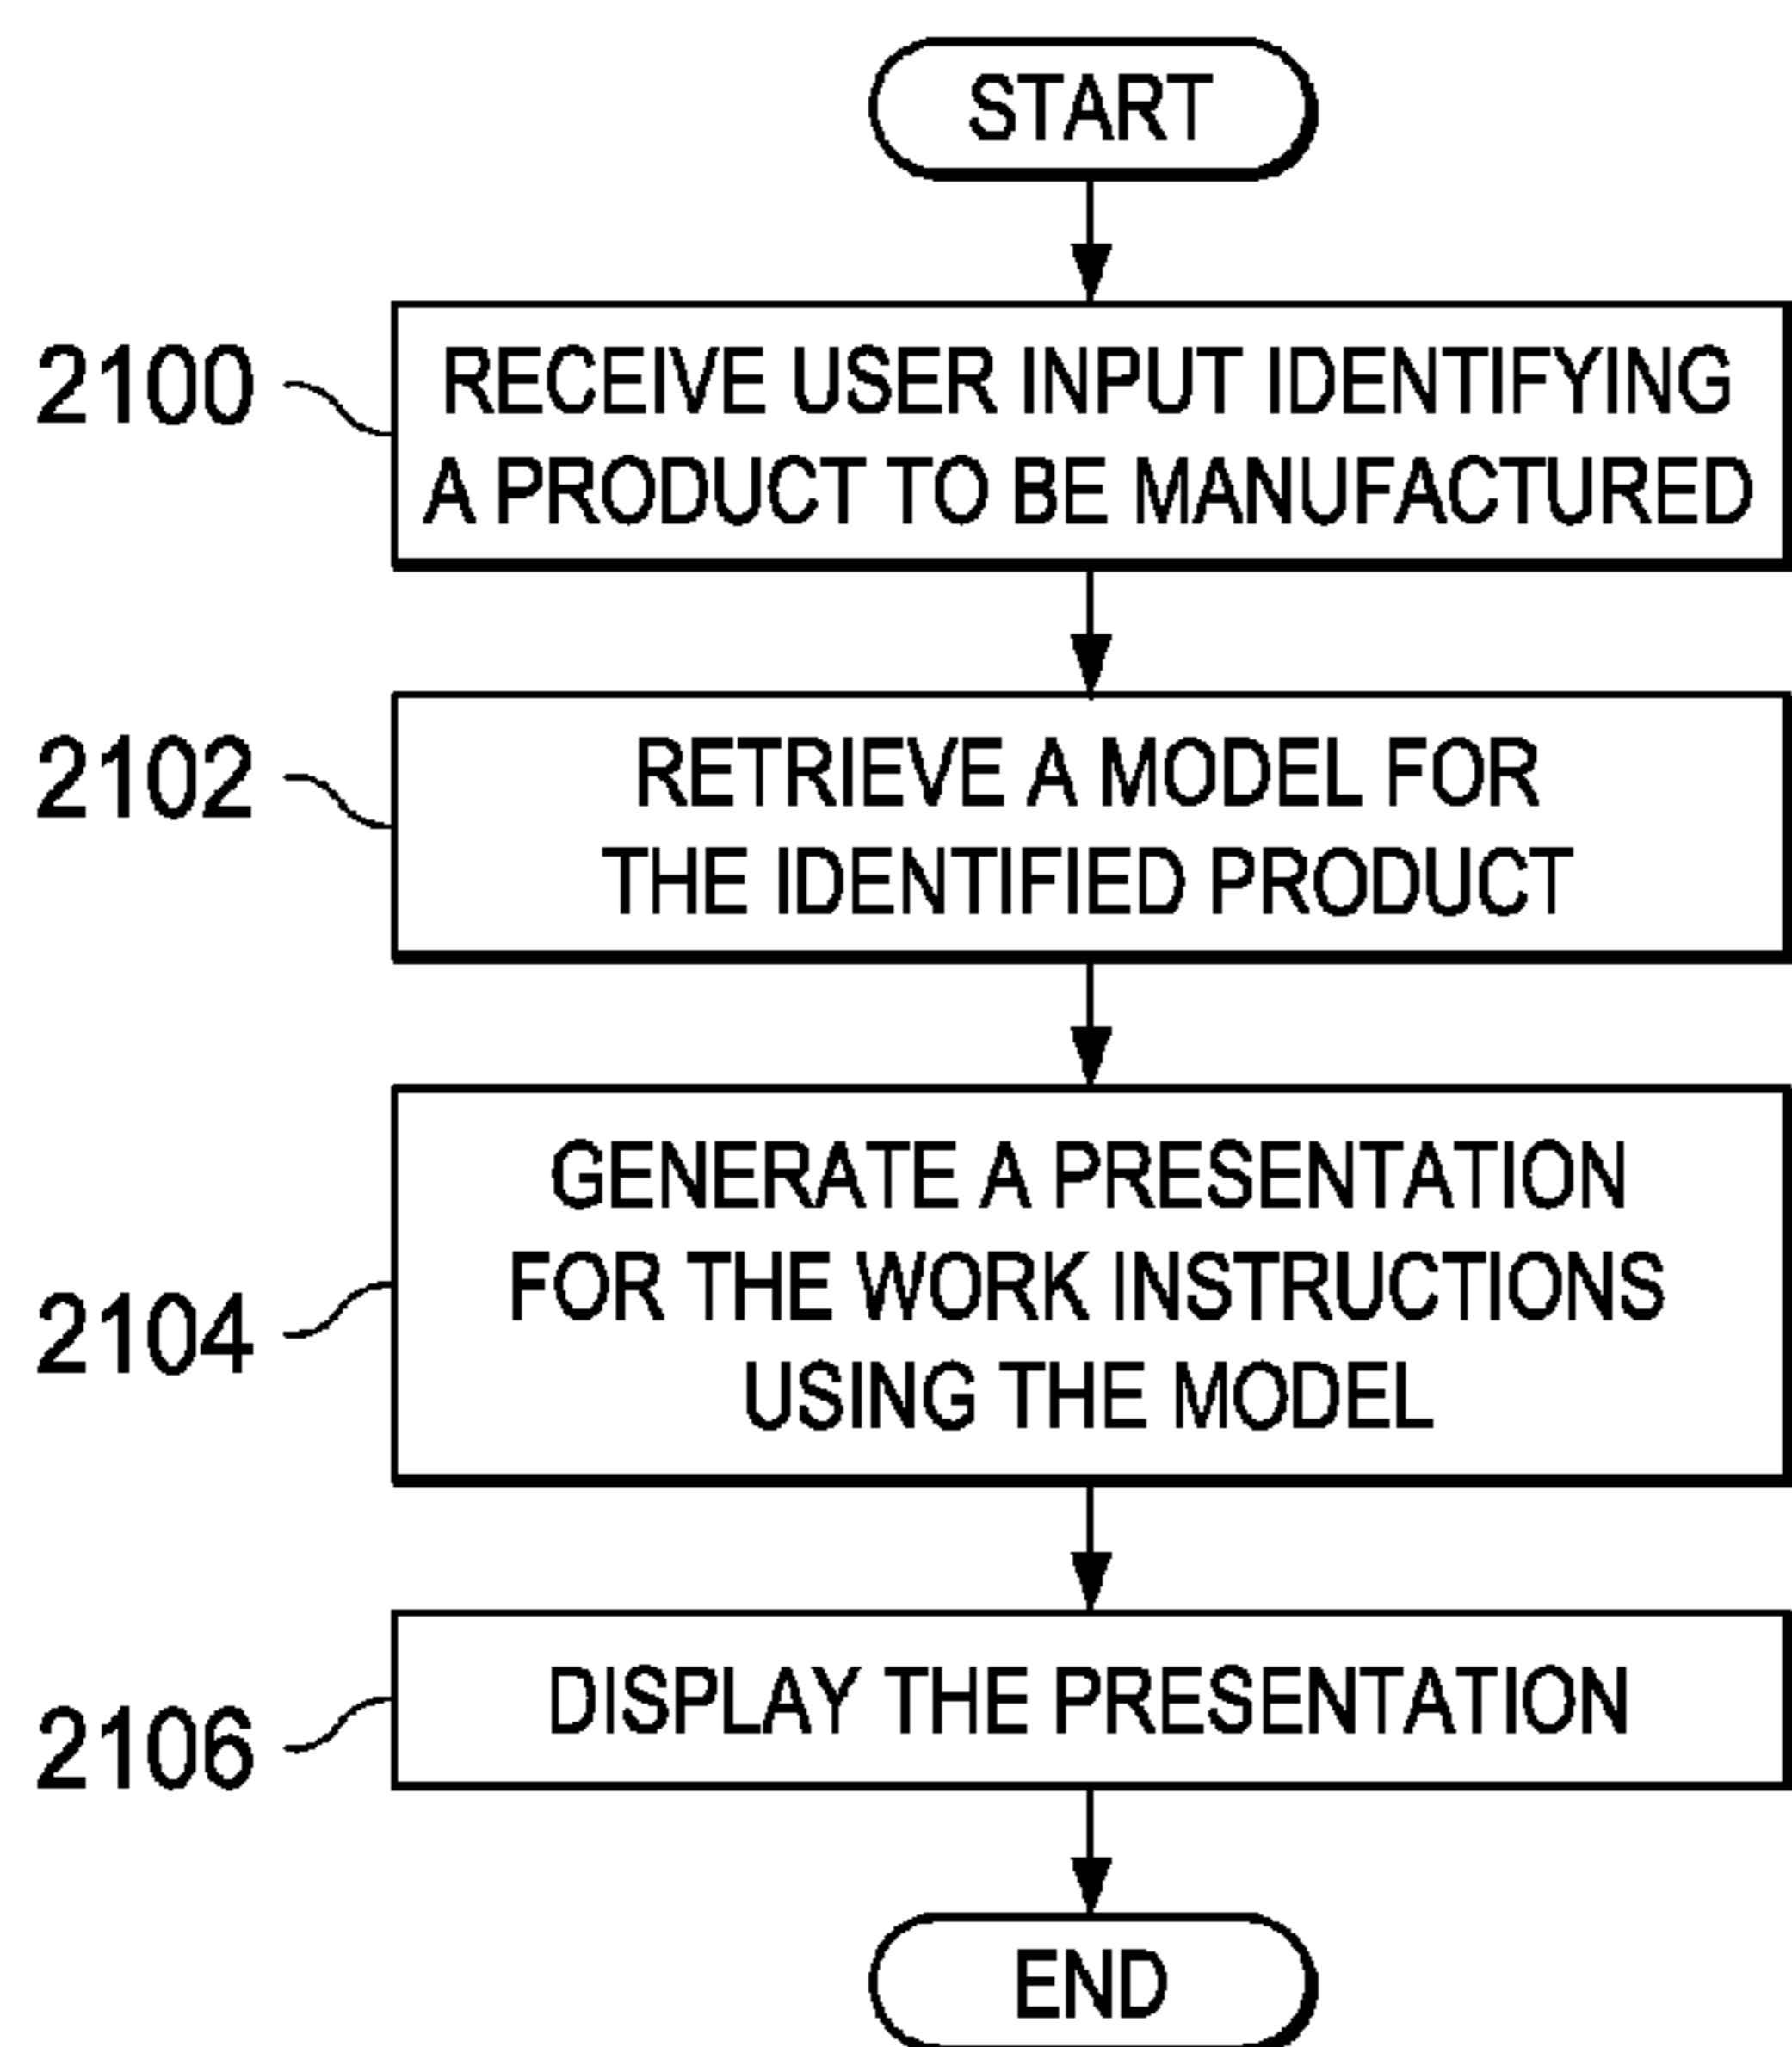 START
2100
RECEIVE USER INPUT IDENTIFYING
A PRODUCT TO BE MANUFACTURED
2102
RETRIEVE A MODEL FOR
THE IDENTIFIED PRODUCT
2104
GENERATE A PRESENTATION
FOR THE WORK INSTRUCTIONS
USING THE MODEL
2106
DISPLAY THE PRESENTATION
END